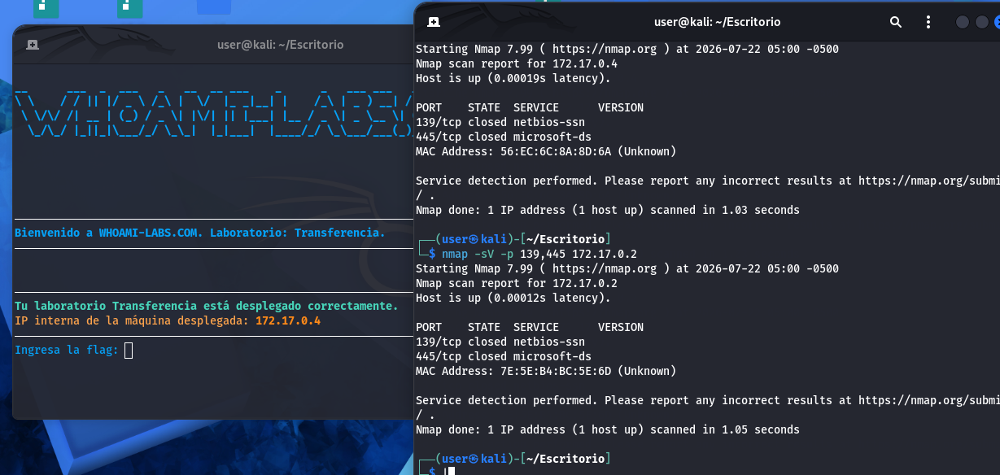 user@kali: ~/Escritorio
WHOAMI-LABS
Bienvenido a WHOAMI-LABS.COM. Laboratorio: Transferencia.
Tu laboratorio Transferencia está desplegado correctamente.
IP interna de la máquina desplegada: 172.17.0.4
Ingresa la flag:
user@kali: ~/Escritorio
Starting Nmap 7.99 ( https://nmap.org ) at 2026-07-22 05:00 -0500
Nmap scan report for 172.17.0.4
Host is up (0.00019s latency).
PORT    STATE  SERVICE      VERSION
139/tcp closed netbios-ssn
445/tcp closed microsoft-ds
MAC Address: 56:EC:6C:8A:8D:6A (Unknown)
Service detection performed. Please report any incorrect results at https://nmap.org/submi
/ .
Nmap done: 1 IP address (1 host up) scanned in 1.03 seconds
┌──(user㉿kali)-[~/Escritorio]
└─$ nmap -sV -p 139,445 172.17.0.2
Starting Nmap 7.99 ( https://nmap.org ) at 2026-07-22 05:00 -0500
Nmap scan report for 172.17.0.2
Host is up (0.00012s latency).
PORT    STATE  SERVICE      VERSION
139/tcp closed netbios-ssn
445/tcp closed microsoft-ds
MAC Address: 7E:5E:B4:BC:5E:6D (Unknown)
Service detection performed. Please report any incorrect results at https://nmap.org/submi
/ .
Nmap done: 1 IP address (1 host up) scanned in 1.05 seconds
┌──(user㉿kali)-[~/Escritorio]
└─$